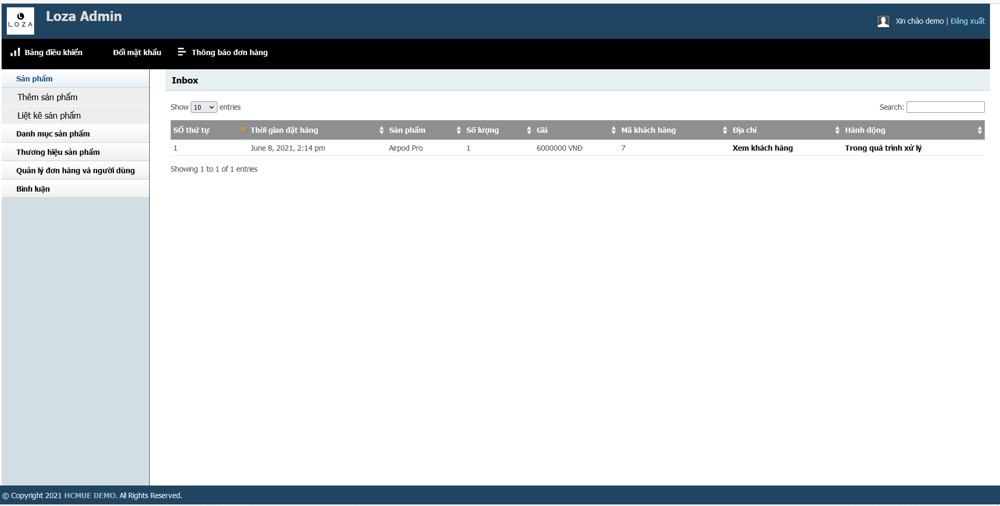 LOZA
Loza Admin
Xin chào demo | Đăng xuất
Bảng điều khiển
Đổi mặt khẩu
Thông báo đơn hàng
Sản phẩm
Thêm sản phẩm
Liệt kê sản phẩm
Danh mục sản phẩm
Thương hiệu sản phẩm
Quản lý đơn hàng và người dùng
Bình luận
Inbox
Show 10 entries
Search:
SỐ thứ tự Thời gian đặt hàng Sản phẩm Số lượng Giá Mã khách hàng Địa chỉ Hành động
1 June 8, 2021, 2:14 pm Airpod Pro 1 6000000 VNĐ 7 Xem khách hàng Trong quá trình xử lý
Showing 1 to 1 of 1 entries
© Copyright 2021 HCMUE DEMO. All Rights Reserved.